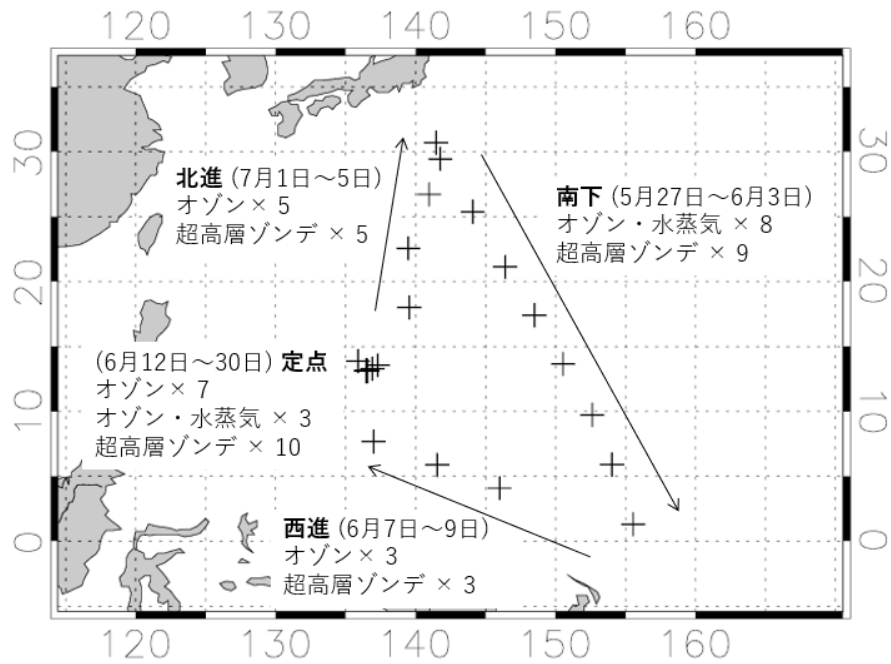 120 130 140 150 160
30 30
北進 (7月1日～5日)
オゾン× 5
超高層ゾンデ × 5
南下 (5月27日～6月3日)
オゾン・水蒸気 × 8
超高層ゾンデ × 9
20 20
(6月12日～30日) 定点
オゾン× 7
オゾン・水蒸気 × 3
超高層ゾンデ × 10
10 10
西進 (6月7日～9日)
オゾン× 3
超高層ゾンデ × 3
0 0
120 130 140 150 160